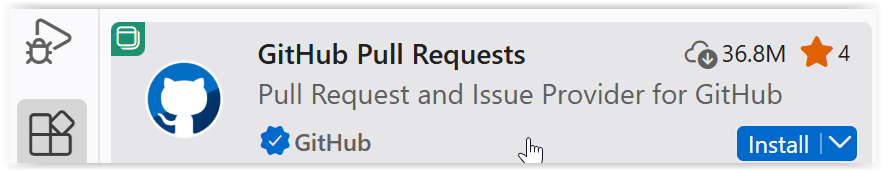 GitHub Pull Requests 36.8M 4
Pull Request and Issue Provider for GitHub
GitHub Install